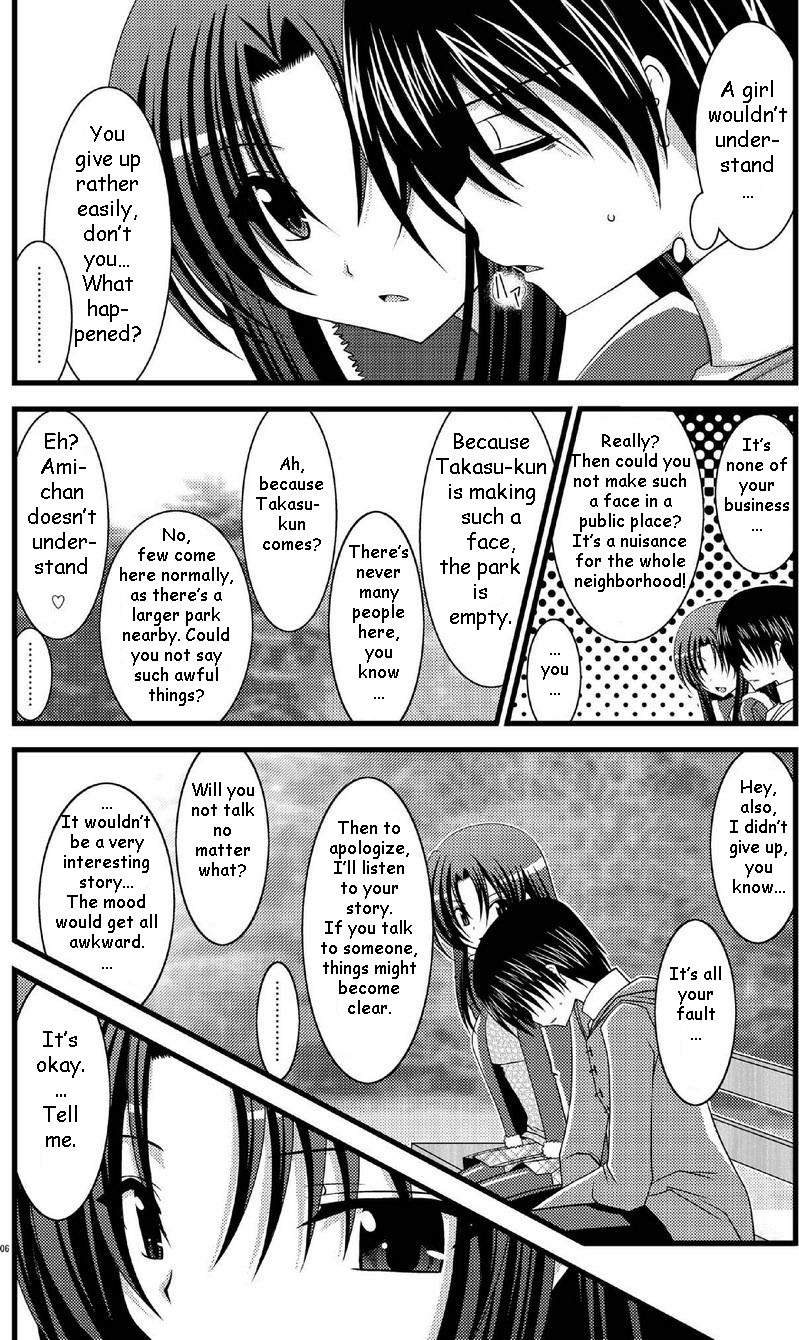 A girl
wouldn't
under-
stand
...
You
give up
rather
easily,
don't
you...
What
hap-
pened?
.........
It's
none of
your
business
...
Really?
Then could you
not make such
a face in a
public place?
It's a nuisance
for the whole
neighborhood!
...
you
...
Because
Takasu-kun
is making
such a
face,
the park
is
empty.
There's
never
many
people
here,
you
know
...
Ah,
because
Takasu-
kun
comes?
No,
few come
here normally,
as there's a
larger park
nearby. Could
you not say
such awful
things?
Eh?
Ami-
chan
doesn't
under-
stand
♡
.........
Hey,
also,
I didn't
give up,
you
know...
It's all
your
fault
...
Then to
apologize,
I'll listen
to your
story.
If you talk
to someone,
things might
become
clear.
.........
Will you
not talk
no
matter
what?
...
It wouldn't
be a very
interesting
story...
The mood
would get all
awkward.
...
It's
okay.
...
Tell
me.
06